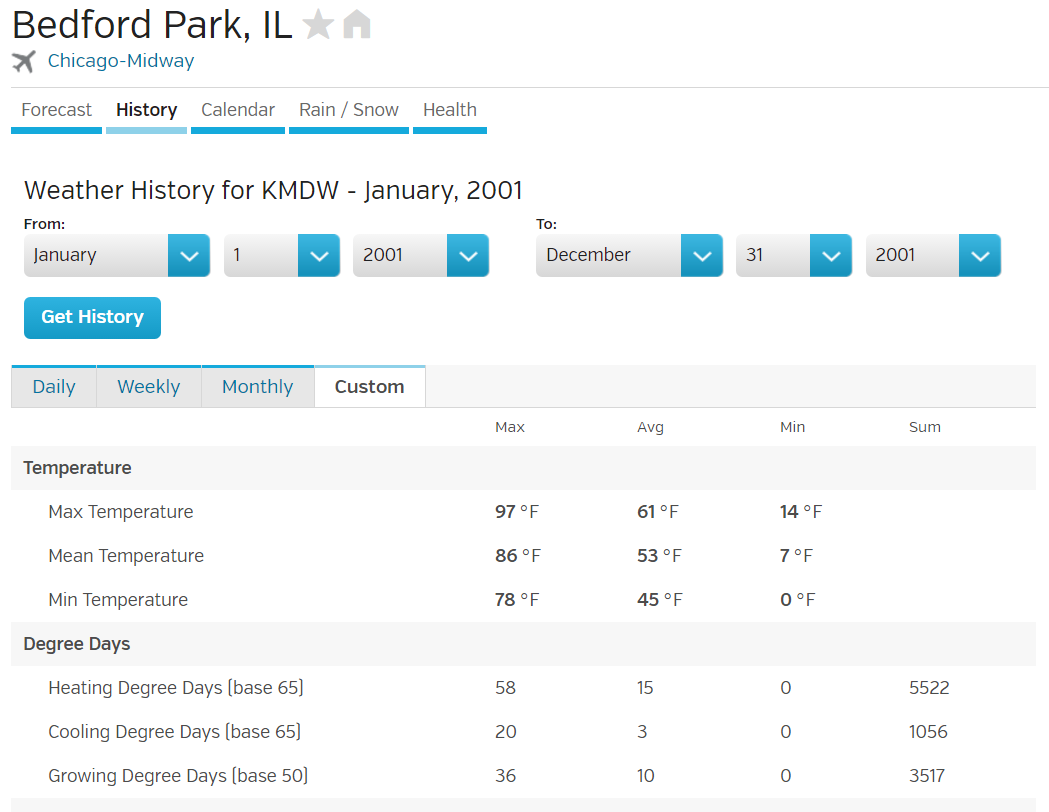 Bedford Park, IL
Chicago-Midway
Forecast History Calendar Rain / Snow Health
Weather History for KMDW - January, 2001
From: To:
January 1 2001 December 31 2001
Get History
Daily Weekly Monthly Custom
Max Avg Min Sum
Temperature
Max Temperature 97 °F 61 °F 14 °F
Mean Temperature 86 °F 53 °F 7 °F
Min Temperature 78 °F 45 °F 0 °F
Degree Days
Heating Degree Days (base 65) 58 15 0 5522
Cooling Degree Days (base 65) 20 3 0 1056
Growing Degree Days (base 50) 36 10 0 3517